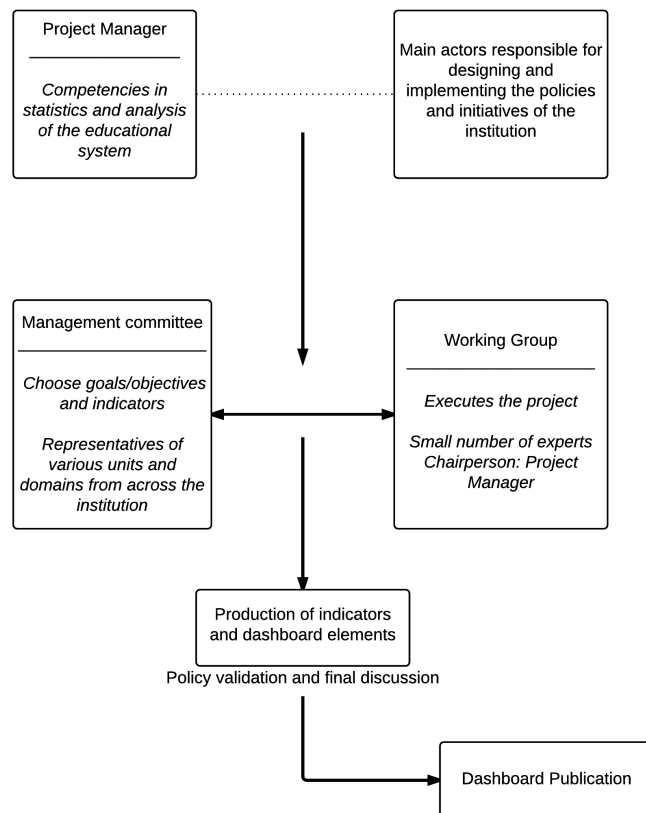 Project Manager
Competencies in
statistics and analysis
of the educational
system
Main actors responsible for
designing and
implementing the policies
and initiatives of the
institution
Management committee
Choose goals/objectives
and indicators
Representatives of
various units and
domains from across the
institution
Working Group
Executes the project
Small number of experts
Chairperson: Project
Manager
Production of indicators
and dashboard elements
Policy validation and final discussion
Dashboard Publication